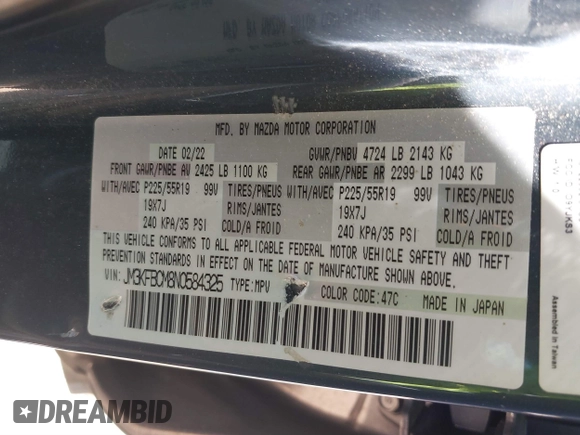 MFD. BY MAZDA MOTOR CORPORATION
DATE 02/22 GVWR/PNBV 4724 LB 2143 KG
FRONT GAWR/PNBE AV 2425 LB 1100 KG REAR GAWR/PNBE AR 2299 LB 1043 KG
WITH/AVEC P225/55R19 99V TIRES/PNEUS WITH/AVEC P225/55R19 99V TIRES/PNEUS
19X7J RIMS/JANTES 19X7J RIMS/JANTES
240 KPA/35 PSI COLD/A FROID 240 KPA/35 PSI COLD/A FROID
THIS VEHICLE CONFORMS TO ALL APPLICABLE FEDERAL MOTOR VEHICLE SAFETY AND THEFT
PREVENTION STANDARDS IN EFFECT ON THE DATE OF MANUFACTURE SHOWN ABOVE.
VIN: JM3KFBCM8N0584325 TYPE: MPV COLOR CODE: 47C MADE IN JAPAN
Assembled in Taiwan
DREAMBID